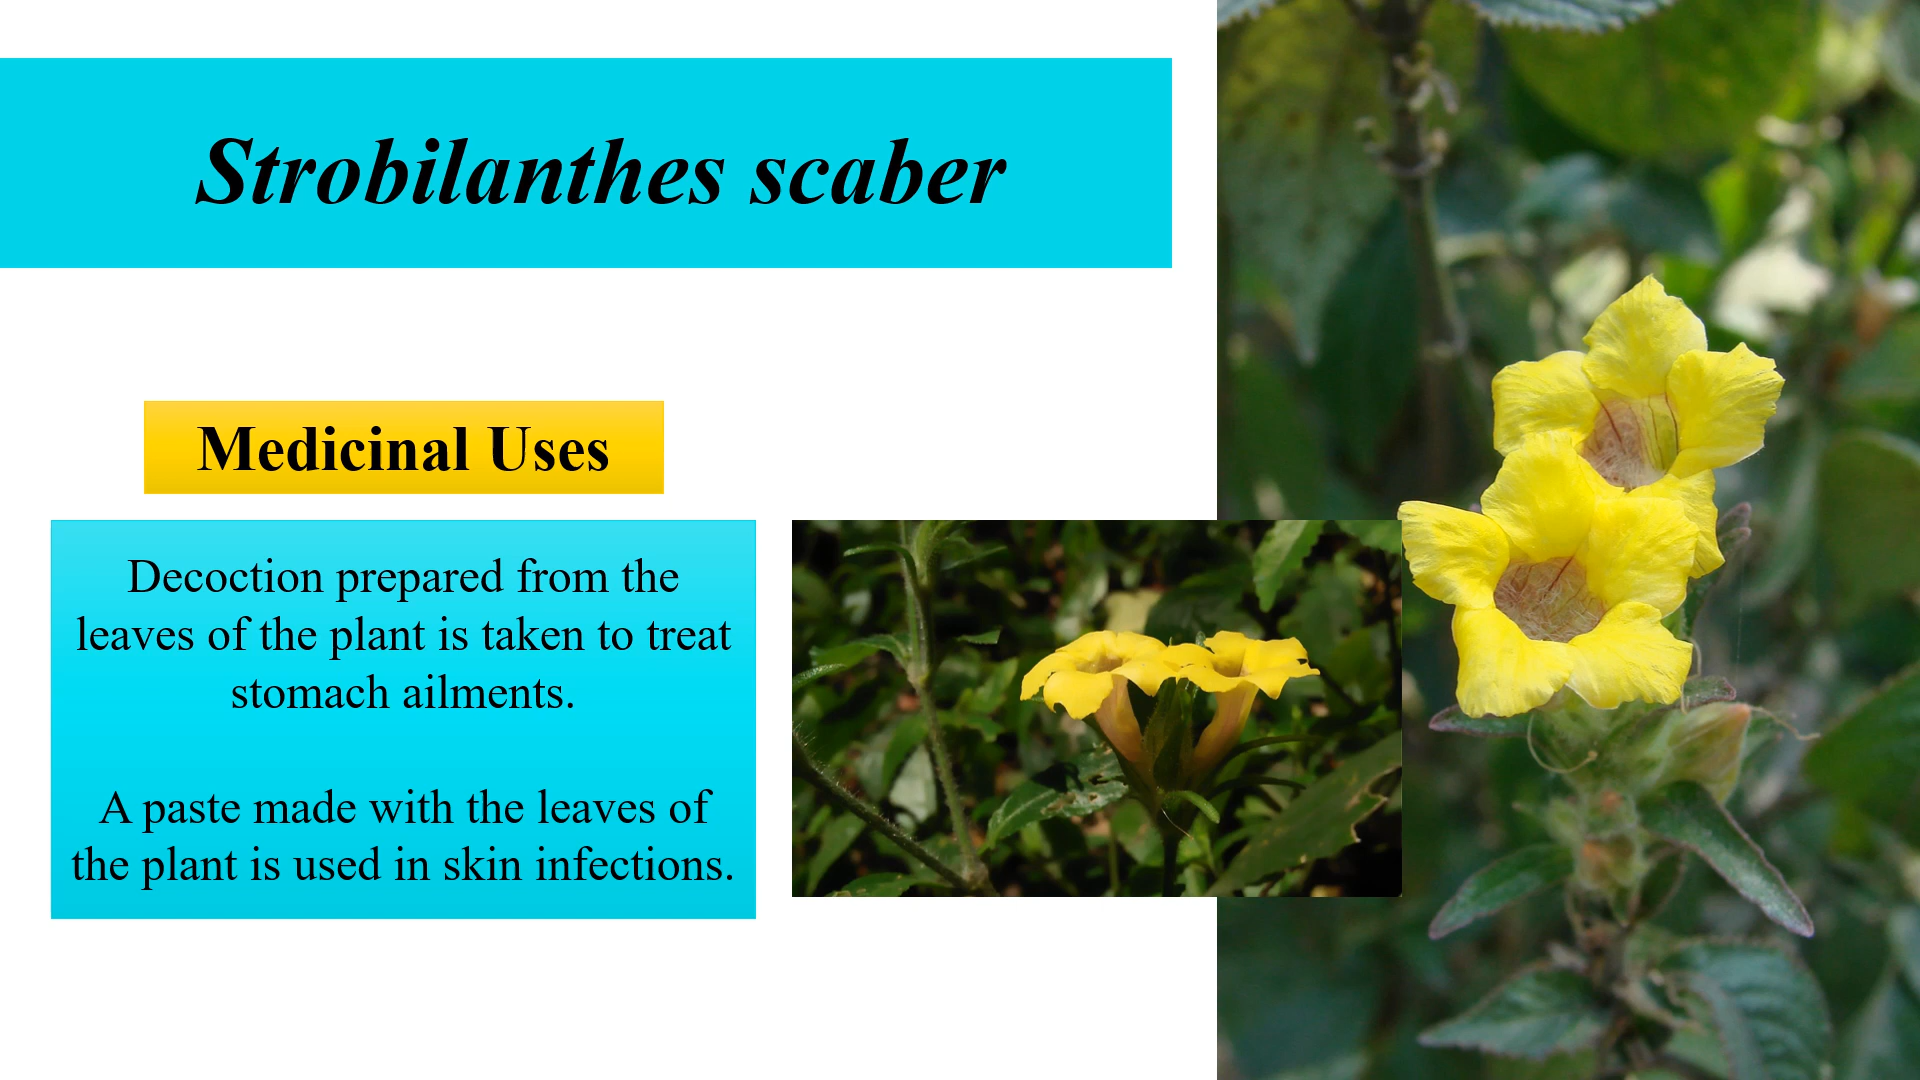 Strobilanthes scaber
Medicinal Uses
Decoction prepared from the
leaves of the plant is taken to treat
stomach ailments.
A paste made with the leaves of
the plant is used in skin infections.